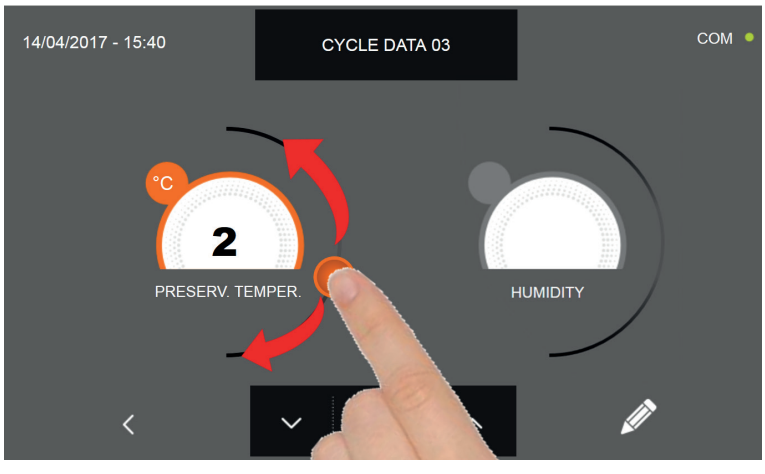 14/04/2017 - 15:40
CYCLE DATA 03
COM
°C
2
PRESERV. TEMPER.
HUMIDITY